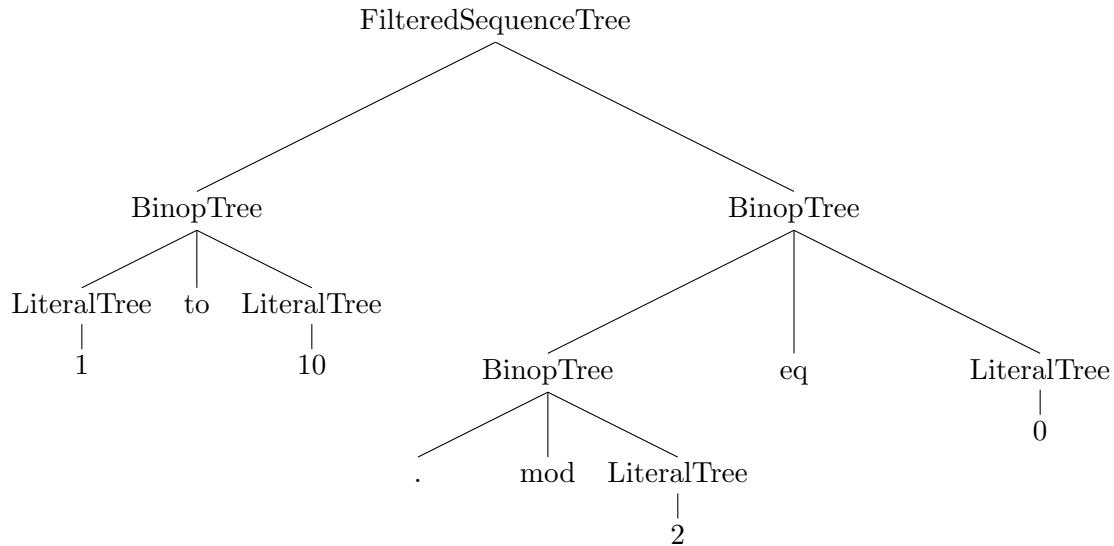 FilteredSequenceTree
BinopTree BinopTree
LiteralTree to LiteralTree
1 10
BinopTree eq LiteralTree
0
. mod LiteralTree
2